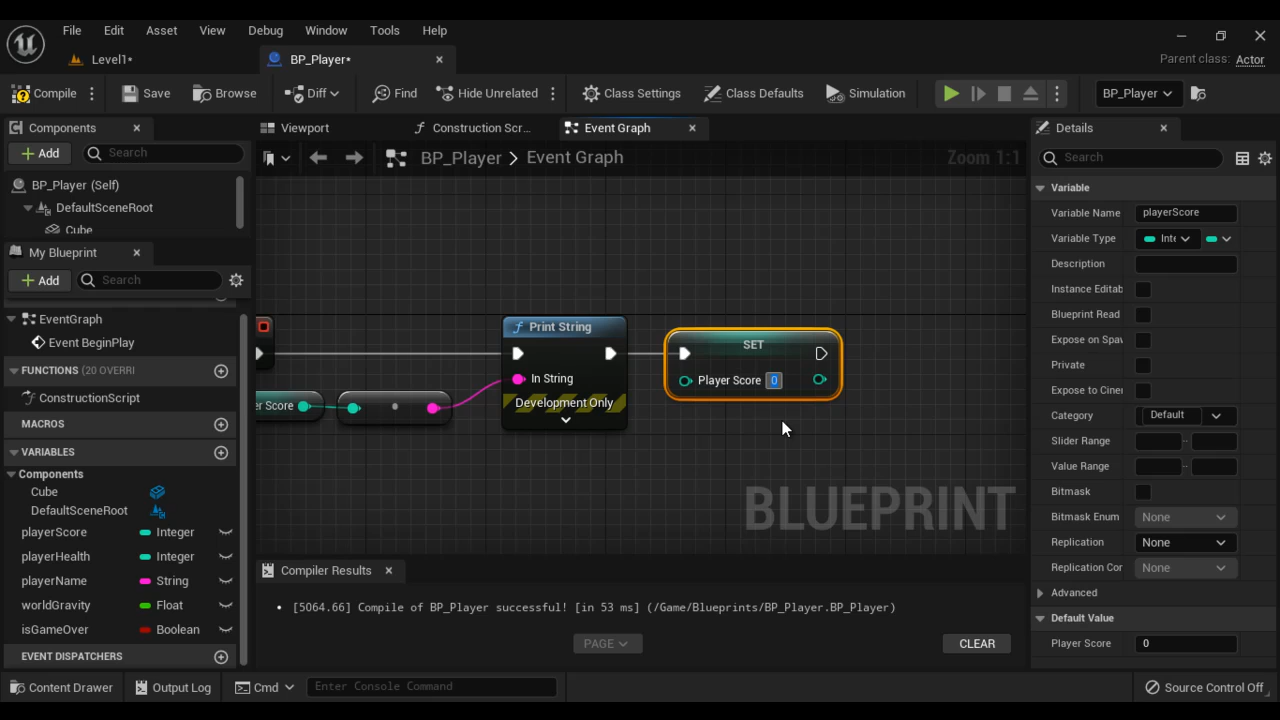 File Edit Asset View Window Debug Tools Help
Level1* BP_Player* Parent class: Actor
Compile Save Browse Diff Find Hide Unrelated Class Settings Class Defaults Simulation BP_Player
Components
Add Search
BP_Player (Self)
DefaultSceneRoot
Cube
My Blueprint
Add Search
EventGraph
Event BeginPlay
FUNCTIONS (20 OVERRI
ConstructionScript
MACROS
VARIABLES
Components
Cube
DefaultSceneRoot
playerScore Integer
playerHealth Integer
playerName String
worldGravity Float
isGameOver Boolean
EVENT DISPATCHERS
Viewport Construction Scr... Event Graph
BP_Player > Event Graph Zoom 1:1
er Score
Print String
In String
Development Only
SET
Player Score 0
BLUEPRINT
Compiler Results
• [5064.66] Compile of BP_Player successful! [in 53 ms] (/Game/Blueprints/BP_Player.BP_Player)
PAGE CLEAR
Details
Search
Variable
Variable Name playerScore
Variable Type Inte
Description
Instance Editab
Blueprint Read
Expose on Spav
Private
Expose to Ciner
Category Default
Slider Range
Value Range
Bitmask
Bitmask Enum None
Replication None
Replication Cor None
Advanced
Default Value
Player Score 0
Content Drawer Output Log Cmd Enter Console Command Source Control Off